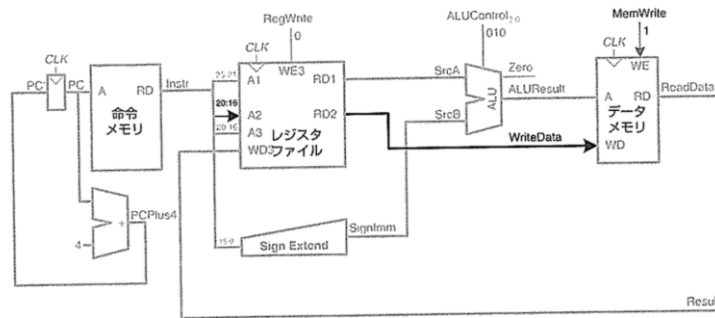 RegWrite
0
ALUControl2:0
010
MemWrite
1
CLK
PC'
PC
A
RD
命令
メモリ
Instr
25:21
20:16
20:16
15:0
CLK
A1
WE3
RD1
A2
RD2
A3
WD3
レジスタ
ファイル
SrcA
SrcB
ALU
Zero
ALUResult
WriteData
CLK
WE
A
RD
データ
メモリ
WD
ReadData
4
+
PCPlus4
SignImm
Sign Extend
Result